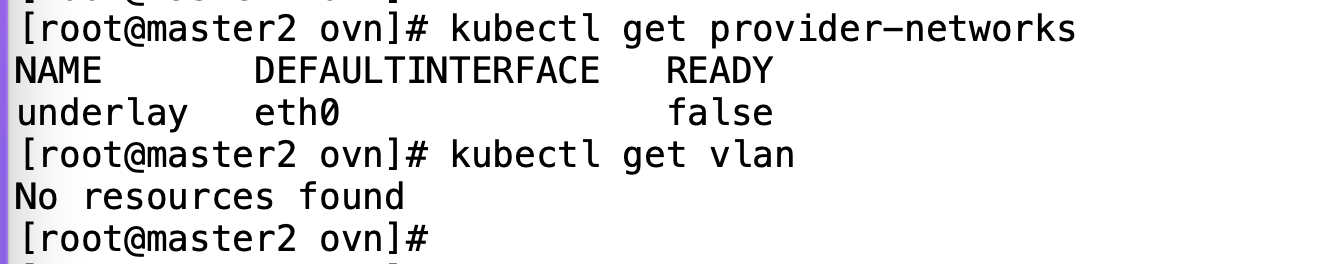 [root@master2 ovn]# kubectl get provider-networks
NAME       DEFAULTINTERFACE   READY
underlay   eth0               false
[root@master2 ovn]# kubectl get vlan
No resources found
[root@master2 ovn]#